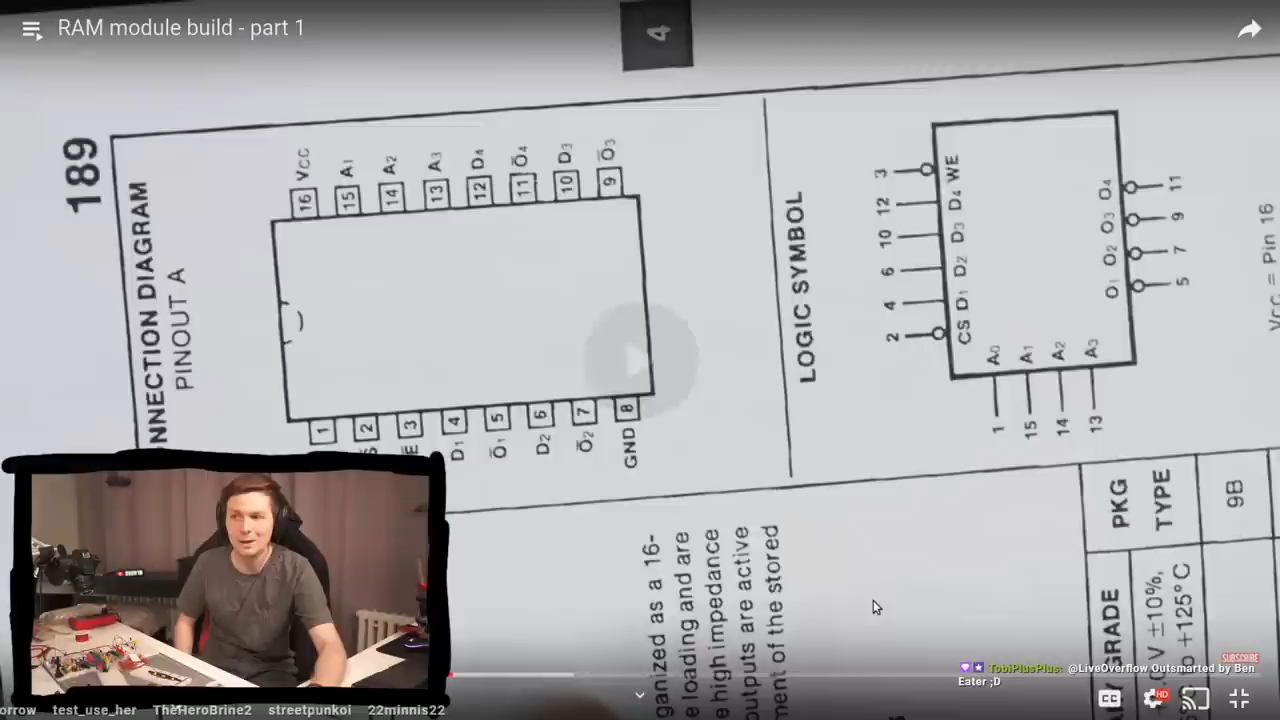 RAM module build - part 1
4
189
NNECTION DIAGRAM
PINOUT A
16 VCC
15 A1
14 A2
13 A3
12 D4
11 Ō4
10 D3
9 Ō3
1
2
3
4 D1
5 Ō1
6 D2
7 Ō2
8 GND
LOGIC SYMBOL
2 4 6 10 12 3
CS D1 D2 D3 D4 WE
A0 A1 A2 A3
1 15 14 13
O1 O2 O3 O4
5 7 9 11
VCC = Pin 16
ganized as a 16-
e loading and are
e high impedance
outputs are active
ment of the stored
PKG
TYPE
9B
GRADE
V ±10%,
+125°C
SUBSCRIBE
TobiPlusPlus: @LiveOverflow Outsmarted by Ben
Eater ;D
CC HD
orrow test_use_her TheHeroBrine2 streetpunkoi 22minnis22